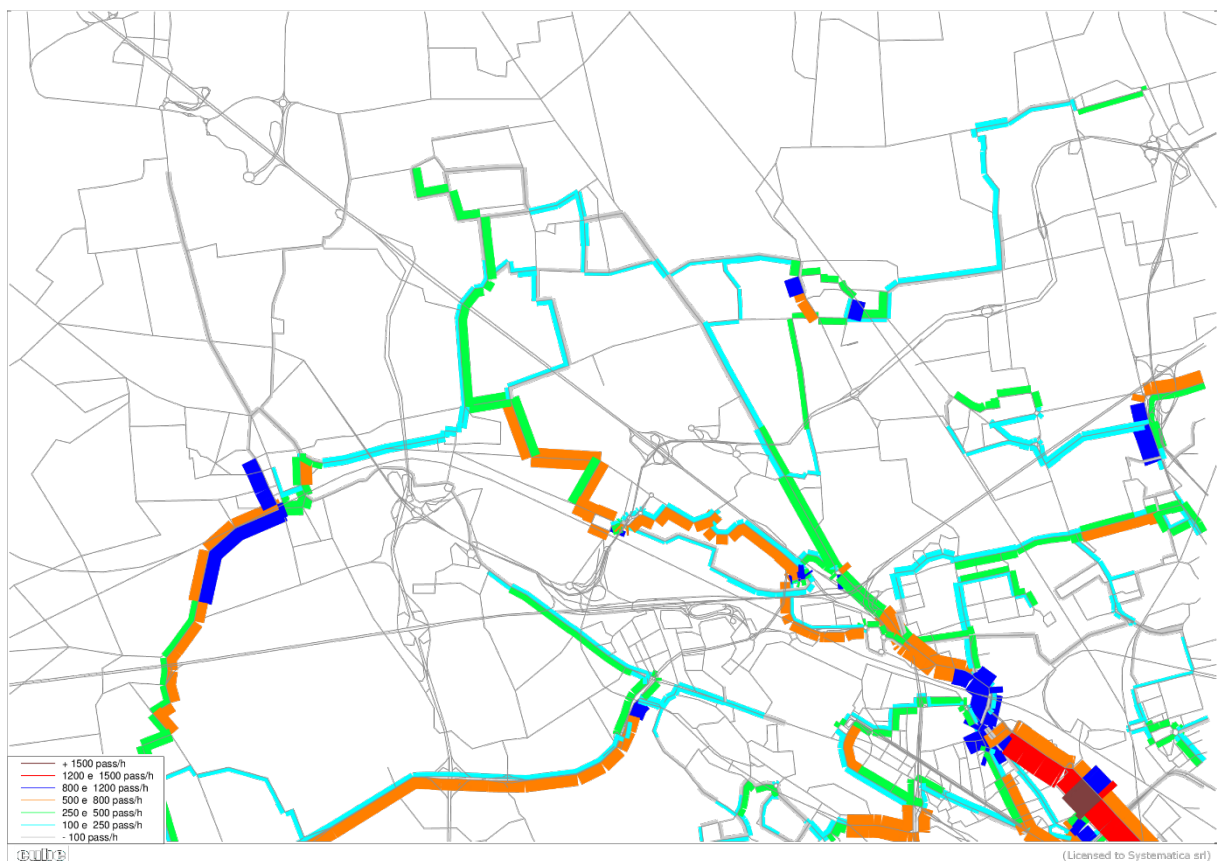 + 1500 pass/h
1200 e 1500 pass/h
800 e 1200 pass/h
500 e 800 pass/h
250 e 500 pass/h
100 e 250 pass/h
- 100 pass/h
cube
(Licensed to Systematica srl)